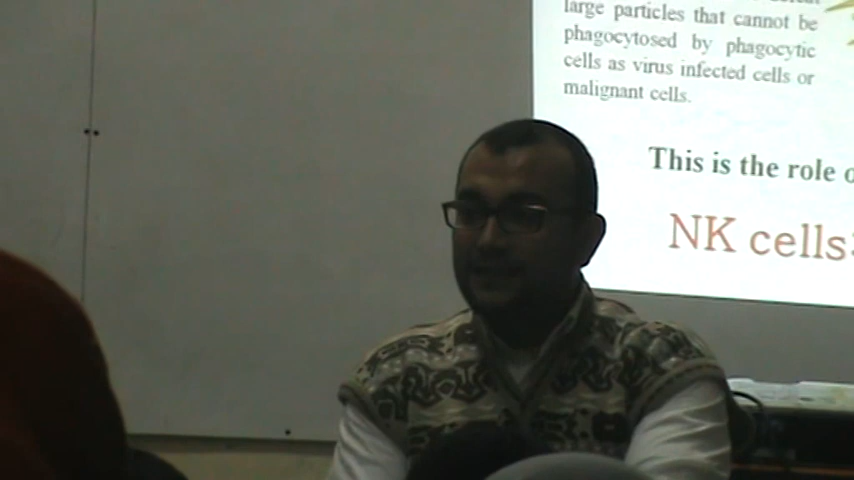 large particles that cannot be
phagocytosed by phagocytic
cells as virus infected cells or
malignant cells.
This is the role
NK cells